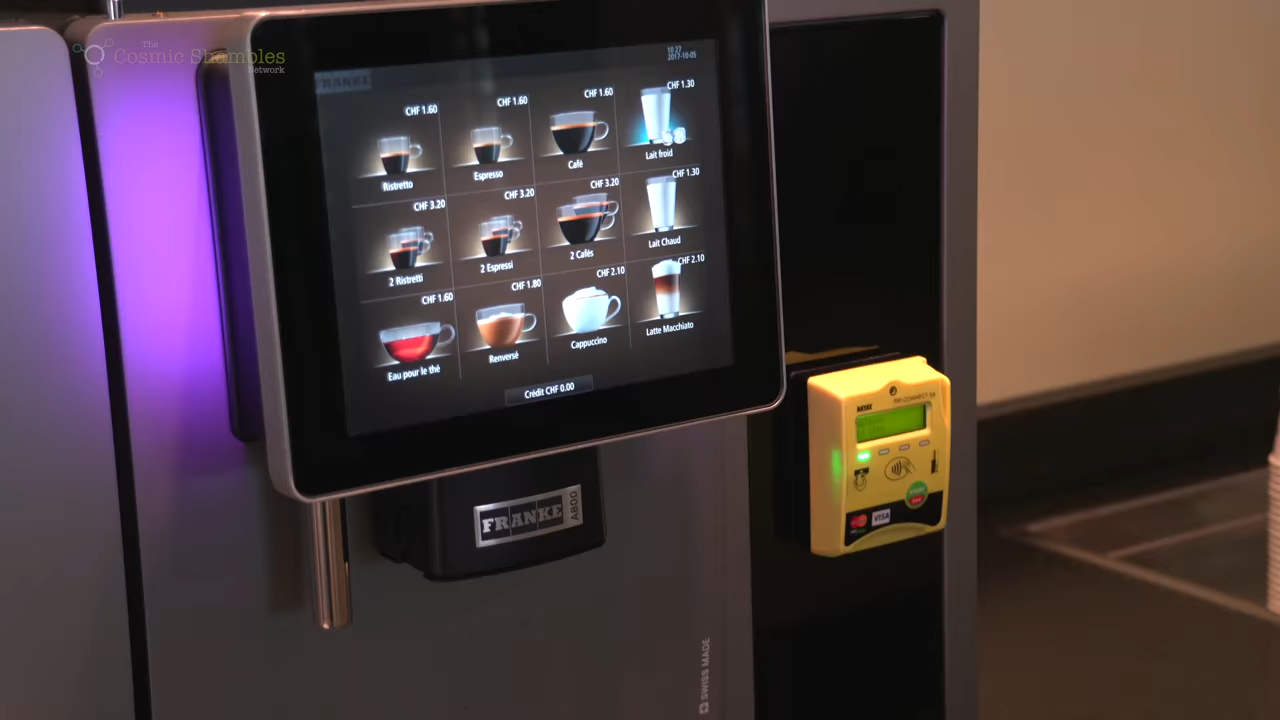 The
Cosmic Shambles
Network
FRANKE
10 27
2017-10-05
CHF 1.60
Ristretto
CHF 1.60
Espresso
CHF 1.60
Café
CHF 1.30
Lait froid
CHF 3.20
2 Ristretti
CHF 3.20
2 Espressi
CHF 3.20
2 Cafés
CHF 1.30
Lait Chaud
CHF 1.60
Eau pour le thé
CHF 1.80
Renversé
CHF 2.10
Cappuccino
CHF 2.10
Latte Macchiato
Crédit CHF 0.00
FRANKE A800
SWISS MADE
NAYAX
VISA